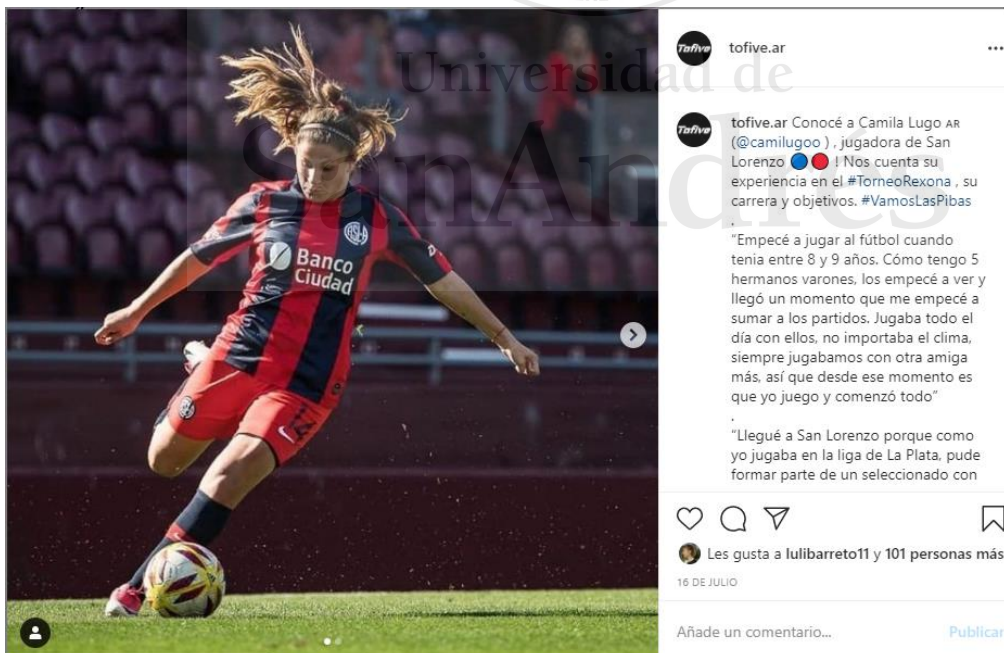 Universidad de
SanAndrés
Banco
Ciudad
CASLA
12
Tofive
tofive.ar
Tofive
tofive.ar Conocé a Camila Lugo AR
(@camilugoo ) , jugadora de San
Lorenzo 🔵🔴 ! Nos cuenta su
experiencia en el #TorneoRexona , su
carrera y objetivos. #VamosLasPibas
.
“Empecé a jugar al fútbol cuando
tenia entre 8 y 9 años. Cómo tengo 5
hermanos varones, los empecé a ver y
llegó un momento que me empecé a
sumar a los partidos. Jugaba todo el
día con ellos, no importaba el clima,
siempre jugabamos con otra amiga
más, así que desde ese momento es
que yo juego y comenzó todo”
.
“Llegué a San Lorenzo porque como
yo jugaba en la liga de La Plata, pude
formar parte de un seleccionado con
Les gusta a lulibarreto11 y 101 personas más
16 DE JULIO
Añade un comentario...
Publicar